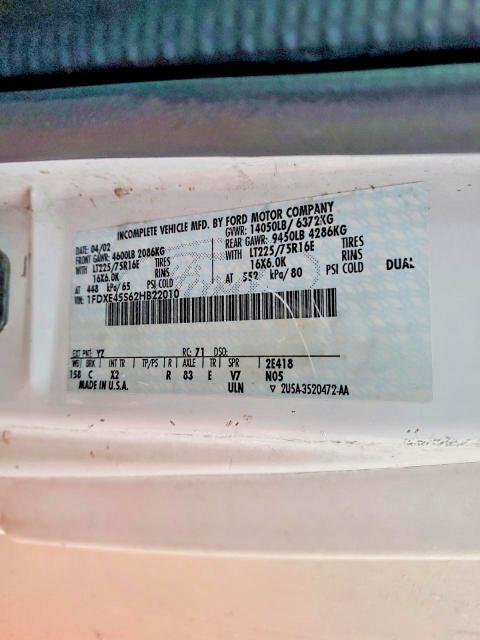 INCOMPLETE VEHICLE MFD. BY FORD MOTOR COMPANY
DATE: 04/02 GVWR: 14050LB/ 6372KG
FRONT GAWR: 4600LB 2086KG REAR GAWR: 9450LB 4286KG
WITH LT225/75R16E TIRES WITH LT225/75R16E TIRES
16X6.0K RIMS 16X6.0K RIMS
AT 448 kPa/65 PSI COLD AT 552 kPa/80 PSI COLD DUAL
VIN: 1FDXE45S62HB22010
Ford
EXT PNT: YZ RC: 71 DSO:
WB BRK INT TR TP/PS R AXLE TR SPR 2E418
158 C X2 R 83 E V7 N05
MADE IN U.S.A. ULN ▽ 2USA-3520472-AA